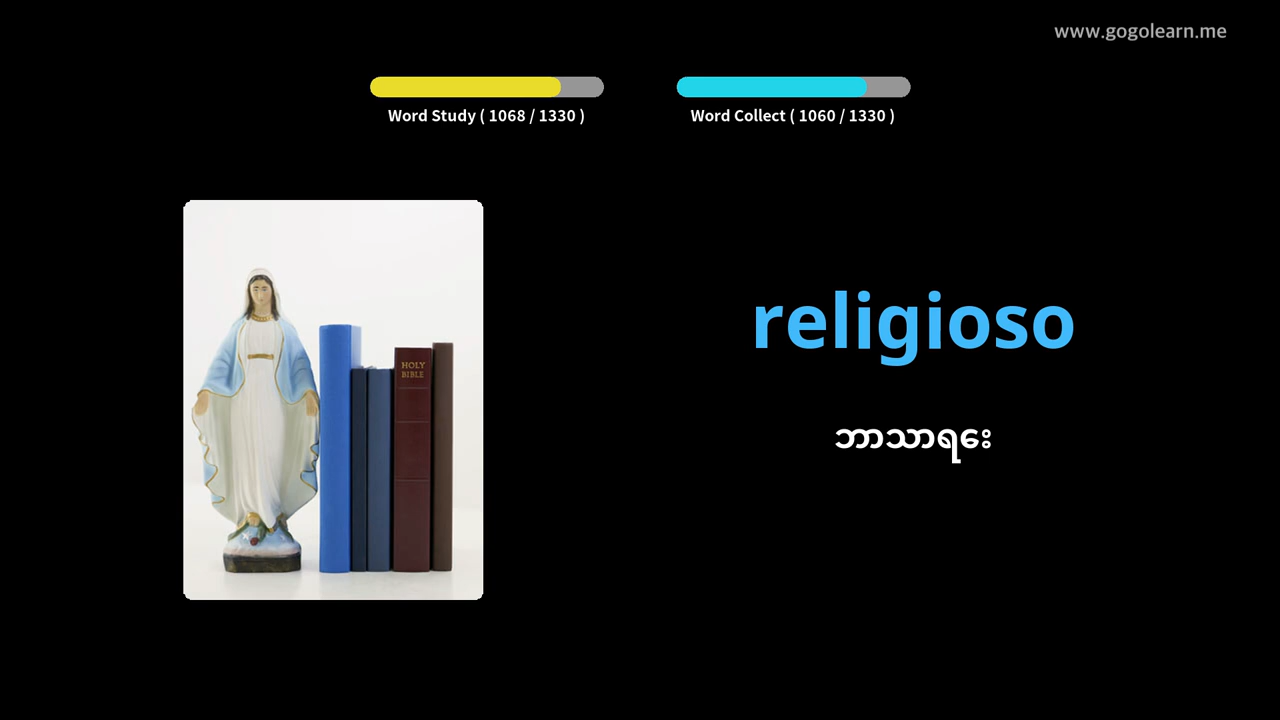 www.gogolearn.me
Word Study ( 1068 / 1330 )
Word Collect ( 1060 / 1330 )
HOLY
BIBLE
religioso
ဘာသာရေး